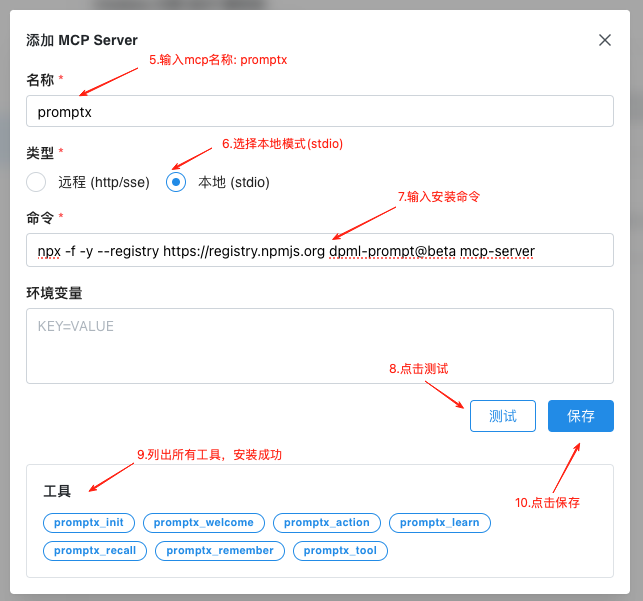 添加 MCP Server
5.输入mcp名称: promptx
名称 *
promptx
6.选择本地模式(stdio)
类型 *
远程 (http/sse) 本地 (stdio)
7.输入安装命令
命令 *
npx -f -y --registry https://registry.npmjs.org dpml-prompt@beta mcp-server
环境变量
KEY=VALUE
8.点击测试
测试 保存
9.列出所有工具，安装成功
工具
10.点击保存
promptx_init promptx_welcome promptx_action promptx_learn
promptx_recall promptx_remember promptx_tool